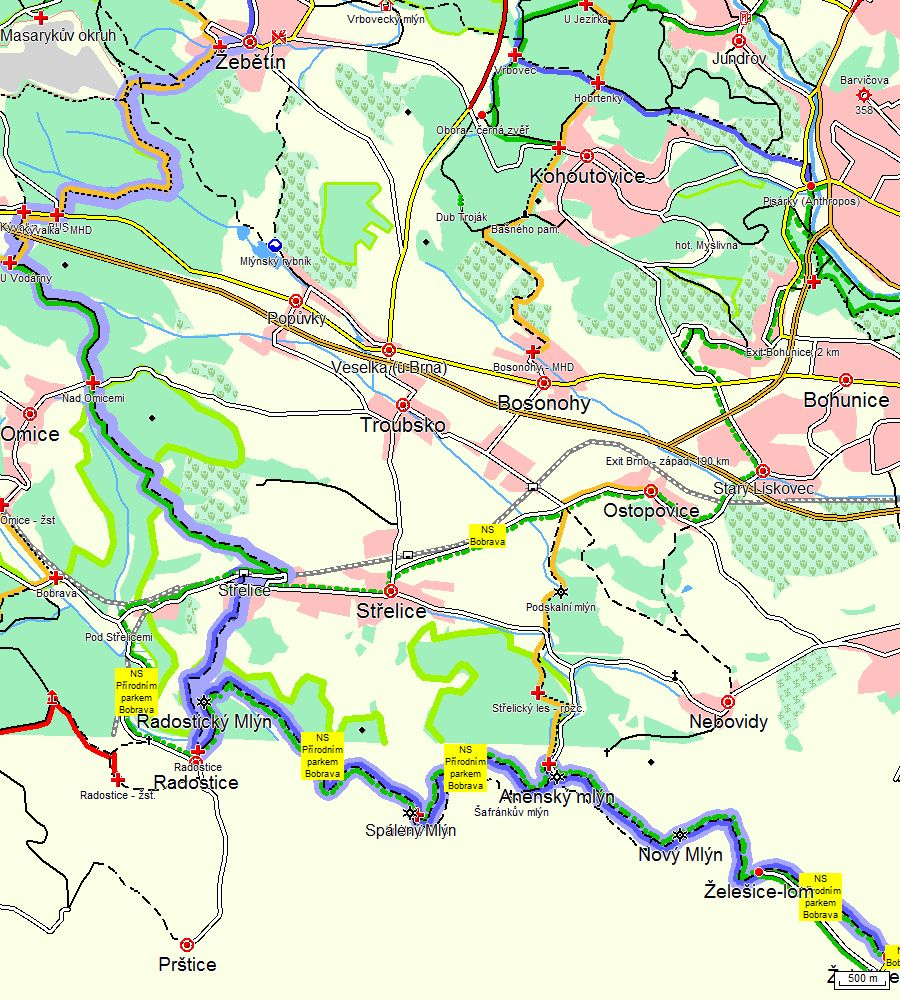 Masarykův okruh
Vrbovecký mlýn
U Jezírka
Žebětín
Jundrov
Vrbovec
Barvičova
Hobrtenky
358
Obora - černá zvěř
Kohoutovice
Pisárky (Anthropos)
Dub Troják
Bášného pam.
- MHD
hot. Myslivna
Mlýnský rybník
U Vodárny
Popůvky
Exit Bohunice, 2 km
Veselka (u Brna)
Bosonohy - MHD
Nad Omicemi
Bosonohy
Bohunice
Omice
Troubsko
Exit Brno - západ, 190 km
Starý Lískovec
Ostopovice
Omice - žst
NS
Bobrava
Bobrava
Střelice
Střelice
Podskalní mlýn
Pod Střelicemi
NS
Přírodním
parkem
Bobrava
Střelický les - rozc.
Radostický Mlýn
Nebovidy
NS
Přírodním
parkem
Bobrava
NS
Přírodním
parkem
Bobrava
Radostice
Radostice
Radostice - žst.
Anenský mlýn
Šafránkův mlýn
Spálený Mlýn
Nový Mlýn
Želešice-lom
NS
Přírodním
parkem
Bobrava
Prštice
500 m